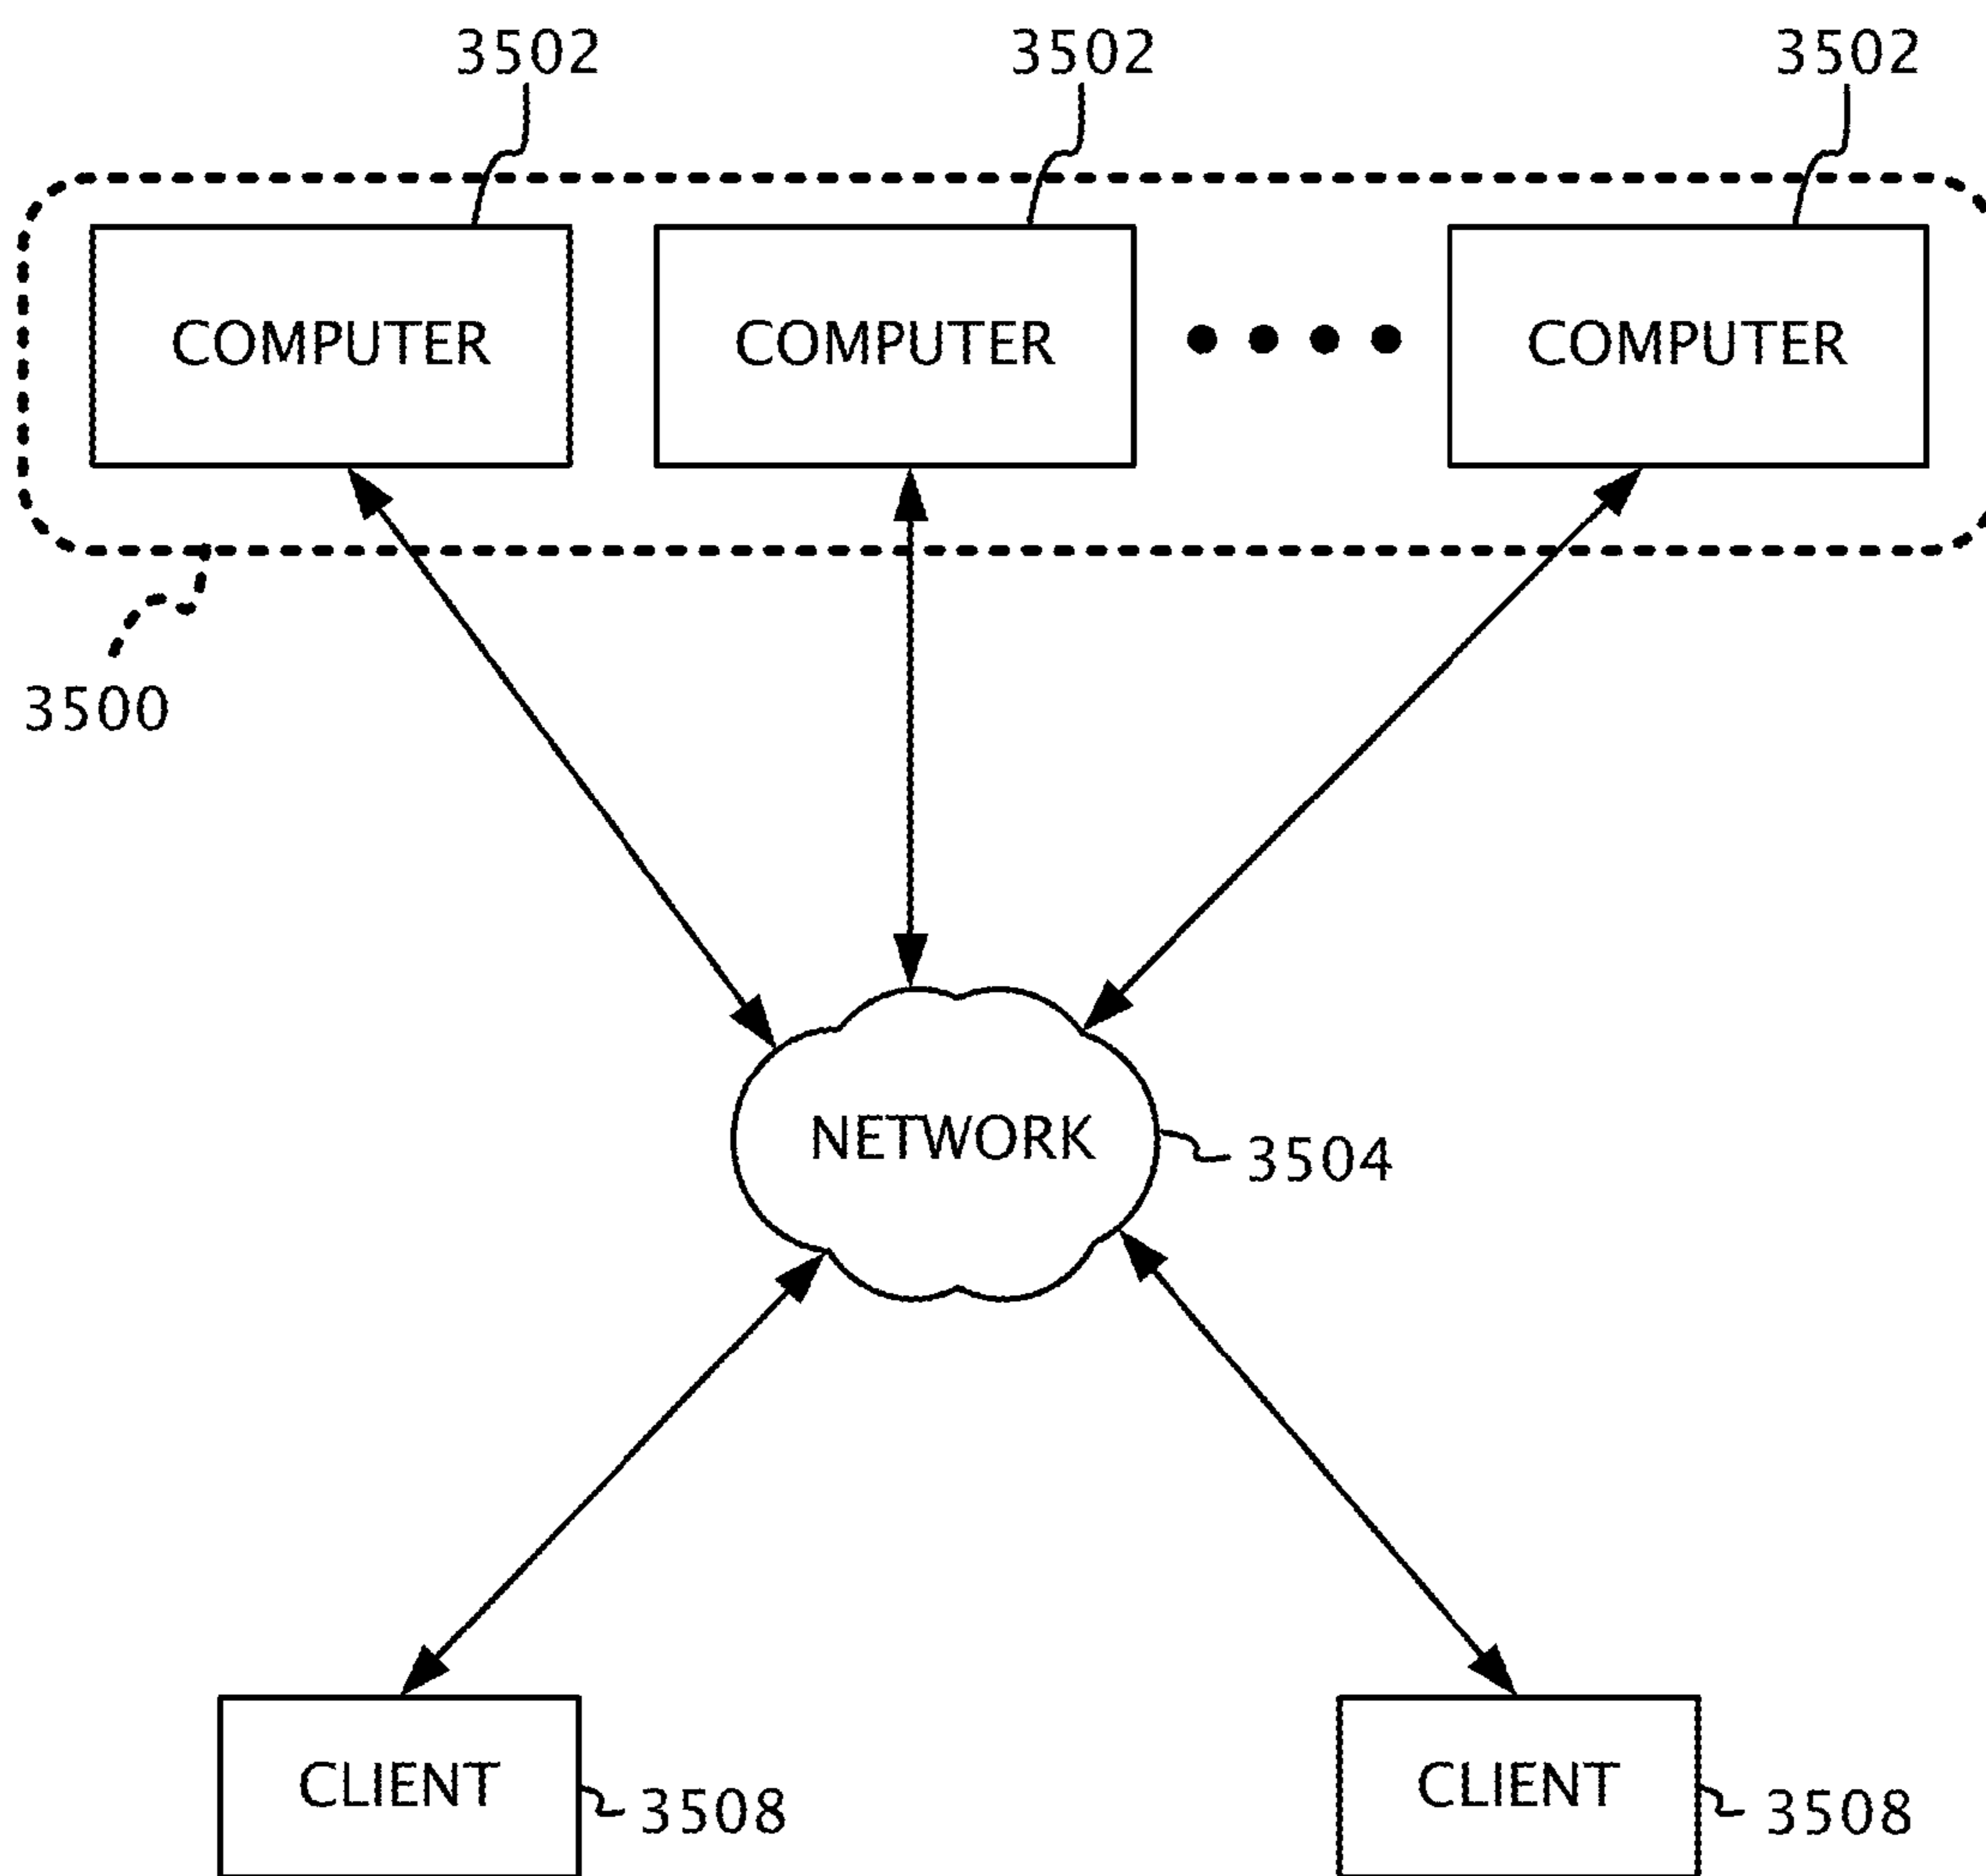 3502 3502 3502
COMPUTER COMPUTER COMPUTER
3500
NETWORK
3504
CLIENT 3508 CLIENT 3508